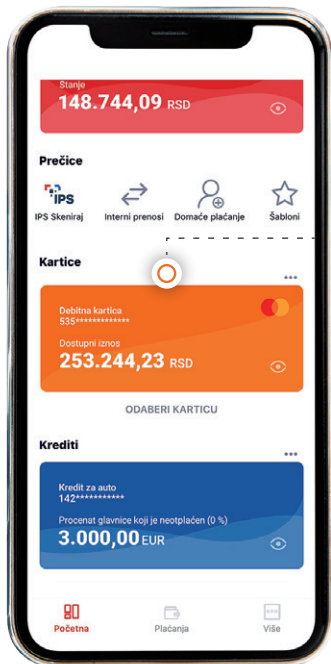 Stanje
148.744,09 RSD
Prečice
IPS
IPS Skeniraj
Interni prenosi
Domaće plaćanje
Šabloni
Kartice
Debitna kartica
535*************
Dostupni iznos
253.244,23 RSD
ODABERI KARTICU
Krediti
Kredit za auto
142***********
Procenat glavnice koji je neotplaćen (0 %)
3.000,00 EUR
Početna
Plaćanja
Više